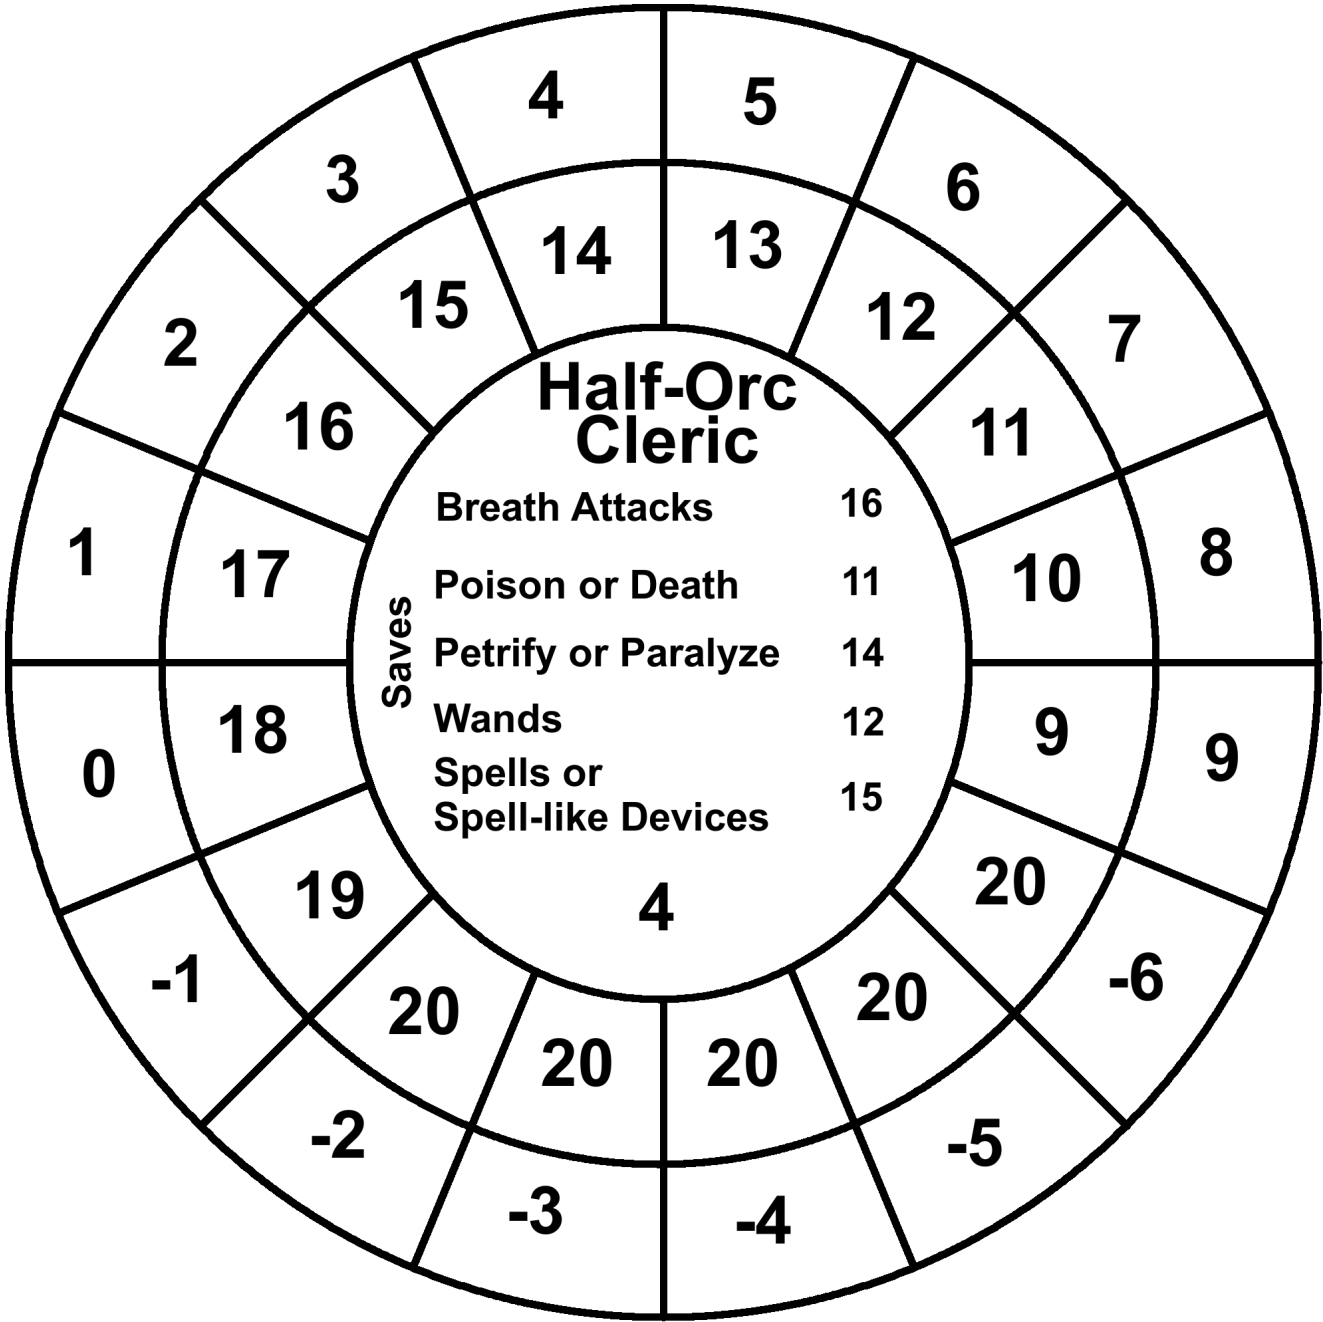 4 5
3 6
14 13
15 12
2 7
16 11
Half-Orc
Cleric
Breath Attacks 16
1 8
17 10
Poison or Death 11
Saves
Petrify or Paralyze 14
Wands 12
18 9
0 9
Spells or
Spell-like Devices 15
19 20
4
-1 -6
20 20
20 20
-2 -5
-3 -4